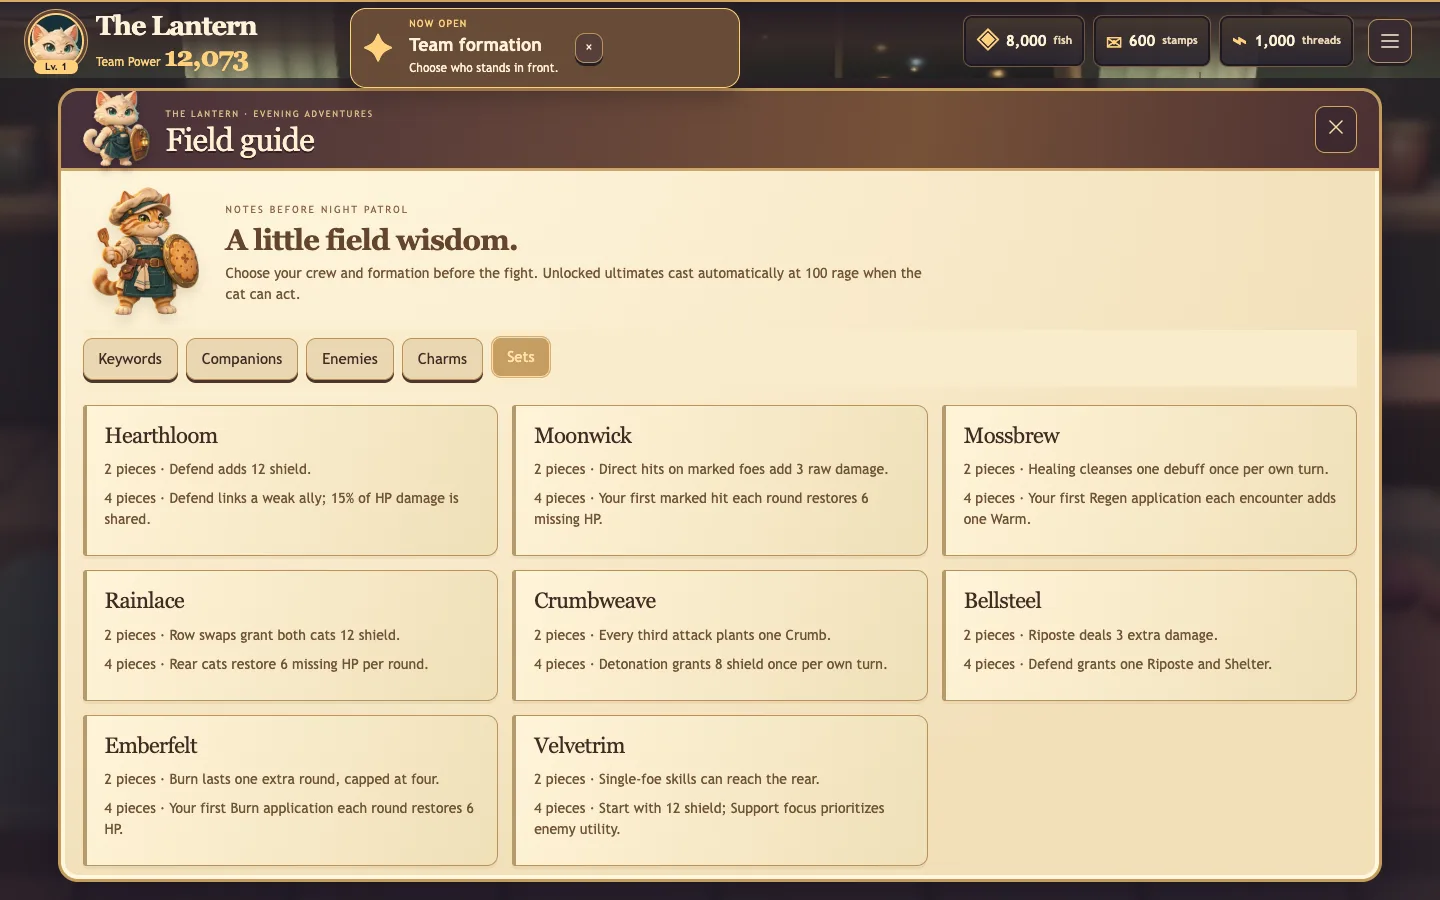 The Lantern
Lv. 1
Team Power 12,073
NOW OPEN
Team formation
Choose who stands in front.
×
8,000 fish
600 stamps
1,000 threads
THE LANTERN · EVENING ADVENTURES
Field guide
NOTES BEFORE NIGHT PATROL
A little field wisdom.
Choose your crew and formation before the fight. Unlocked ultimates cast automatically at 100 rage when the
cat can act.
Keywords
Companions
Enemies
Charms
Sets
Hearthloom
2 pieces · Defend adds 12 shield.
4 pieces · Defend links a weak ally; 15% of HP damage is
shared.
Moonwick
2 pieces · Direct hits on marked foes add 3 raw damage.
4 pieces · Your first marked hit each round restores 6
missing HP.
Mossbrew
2 pieces · Healing cleanses one debuff once per own turn.
4 pieces · Your first Regen application each encounter adds
one Warm.
Rainlace
2 pieces · Row swaps grant both cats 12 shield.
4 pieces · Rear cats restore 6 missing HP per round.
Crumbweave
2 pieces · Every third attack plants one Crumb.
4 pieces · Detonation grants 8 shield once per own turn.
Bellsteel
2 pieces · Riposte deals 3 extra damage.
4 pieces · Defend grants one Riposte and Shelter.
Emberfelt
2 pieces · Burn lasts one extra round, capped at four.
4 pieces · Your first Burn application each round restores 6
HP.
Velvetrim
2 pieces · Single-foe skills can reach the rear.
4 pieces · Start with 12 shield; Support focus prioritizes
enemy utility.